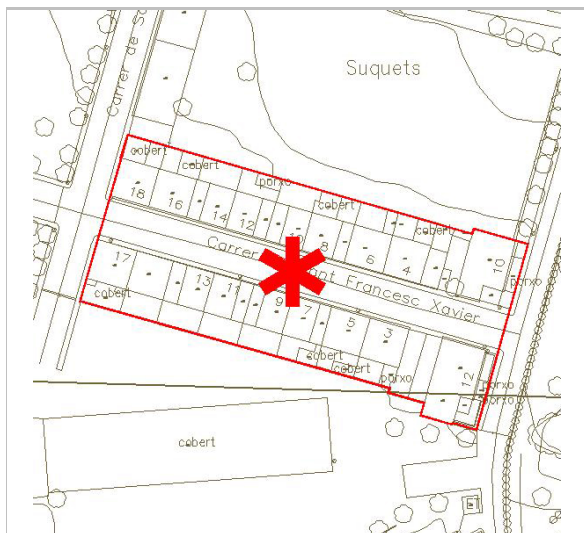 Carrer de
Suquets
cobert
cobert
porxo
cobert
cobert
18
16
14
12
10
8
6
4
10
Carrer
Sant Francesc Xavier
porxo
17
13
11
9
7
5
3
cobert
cobert
cobert
porxo
12
porxo
porxo
cobert